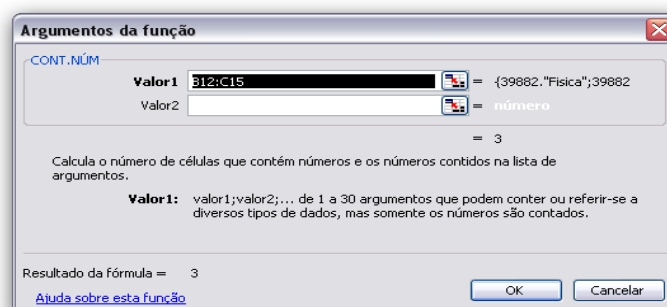 Argumentos da função
CONT.NÚM
Valor1 B12:C15 = {39882."Fisica";39882
Valor2 = número
= 3
Calcula o número de células que contém números e os números contidos na lista de
argumentos.
Valor1: valor1;valor2;... de 1 a 30 argumentos que podem conter ou referir-se a
diversos tipos de dados, mas somente os números são contados.
Resultado da fórmula = 3
Ajuda sobre esta função
OK Cancelar